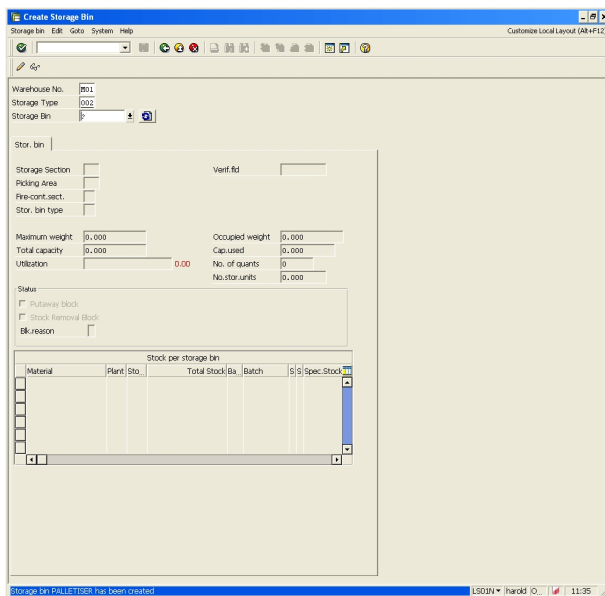 Create Storage Bin
Storage bin Edit Goto System Help Customize Local Layout (Alt+F12)
Warehouse No. M01
Storage Type 002
Storage Bin
Stor. bin
Storage Section Verif.fld
Picking Area
Fire-cont.sect.
Stor. bin type
Maximum weight 0.000 Occupied weight 0.000
Total capacity 0.000 Cap.used 0.000
Utilization 0.00 No. of quants 0
No.stor.units 0.000
Status
Putaway block
Stock Removal Block
Blk.reason
Stock per storage bin
Material Plant Sto... Total Stock Ba... Batch S S Spec.Stock
Storage bin PALLETISER has been created LS01N harold O... 11:35